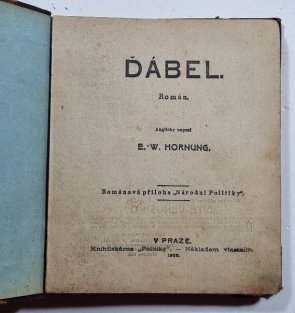 ĎÁBEL.
Román.
Anglicky napsal
E. W. HORNUNG.
Románová příloha „Národní Politiky".
V PRAZE.
Knihtiskárna „Politiky". – Nákladem vlastním.